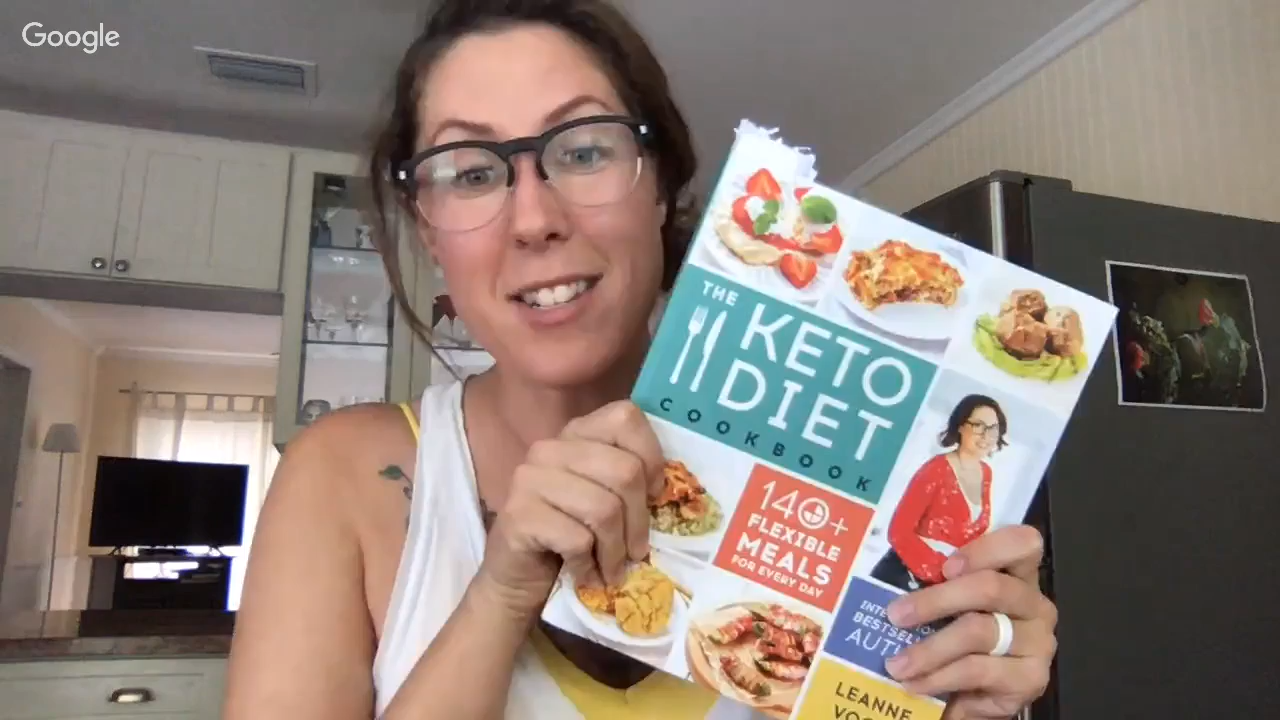 Google
THE
KETO
DIET
COOKBOOK
140+
FLEXIBLE
MEALS
FOR EVERY DAY
LEANNE